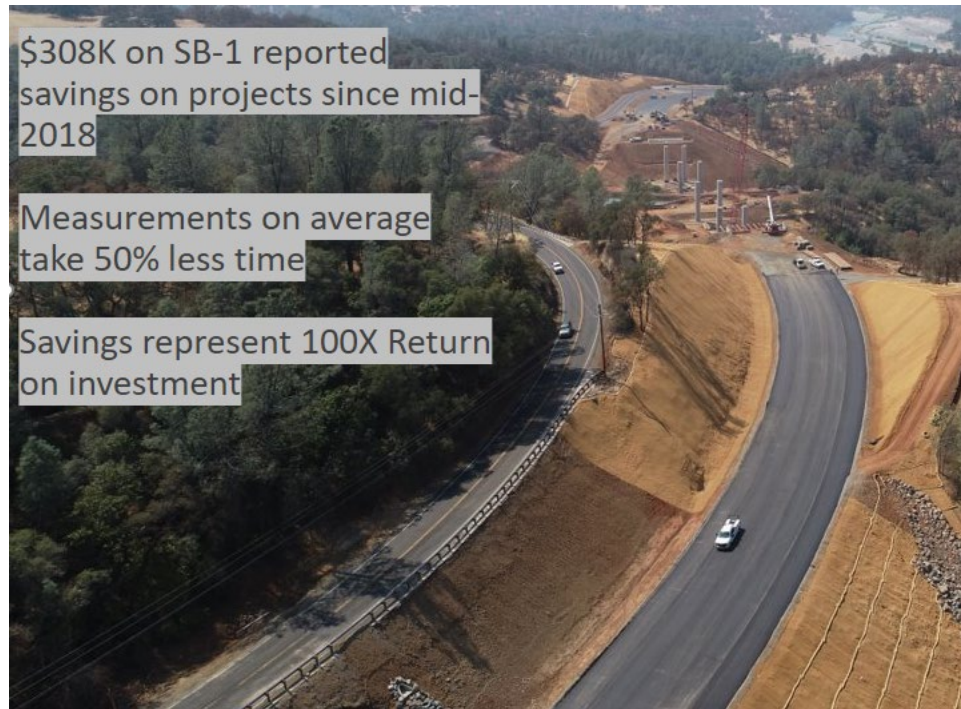 $308K on SB-1 reported
savings on projects since mid-
2018
Measurements on average
take 50% less time
Savings represent 100X Return
on investment